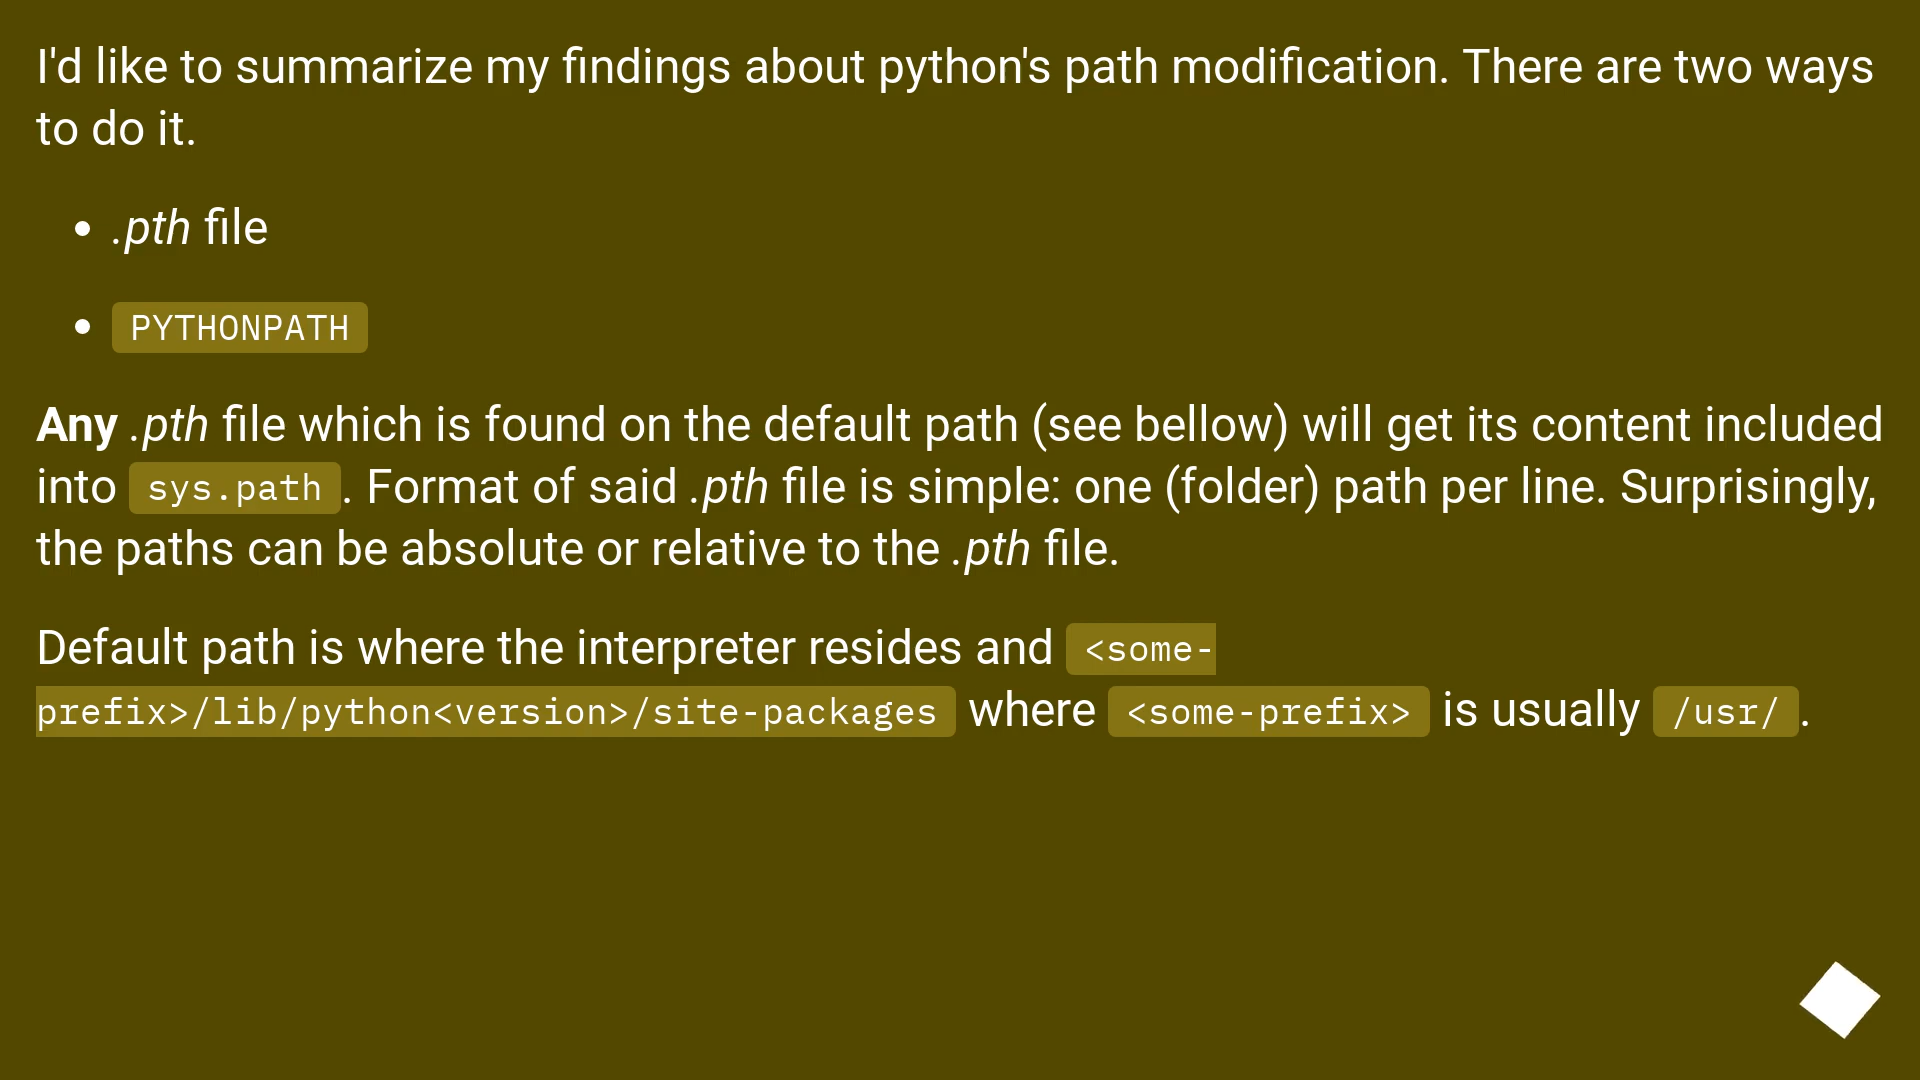 I'd like to summarize my findings about python's path modification. There are two ways
to do it.
• .pth file
• PYTHONPATH
Any .pth file which is found on the default path (see bellow) will get its content included
into sys.path. Format of said .pth file is simple: one (folder) path per line. Surprisingly,
the paths can be absolute or relative to the .pth file.
Default path is where the interpreter resides and <some-
prefix>/lib/python<version>/site-packages where <some-prefix> is usually /usr/.